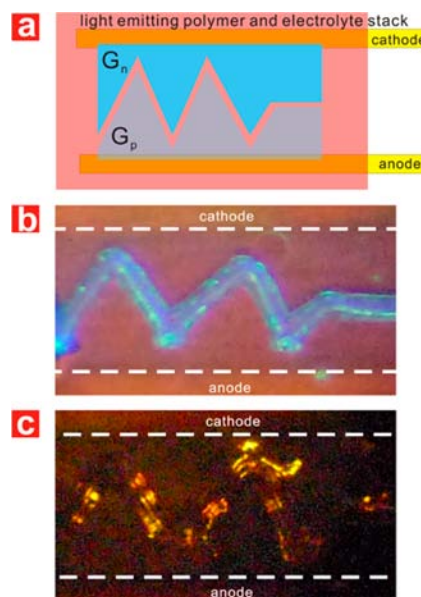 a
light emitting polymer and electrolyte stack
cathode
Gn
Gp
anode
b
cathode
anode
c
cathode
anode